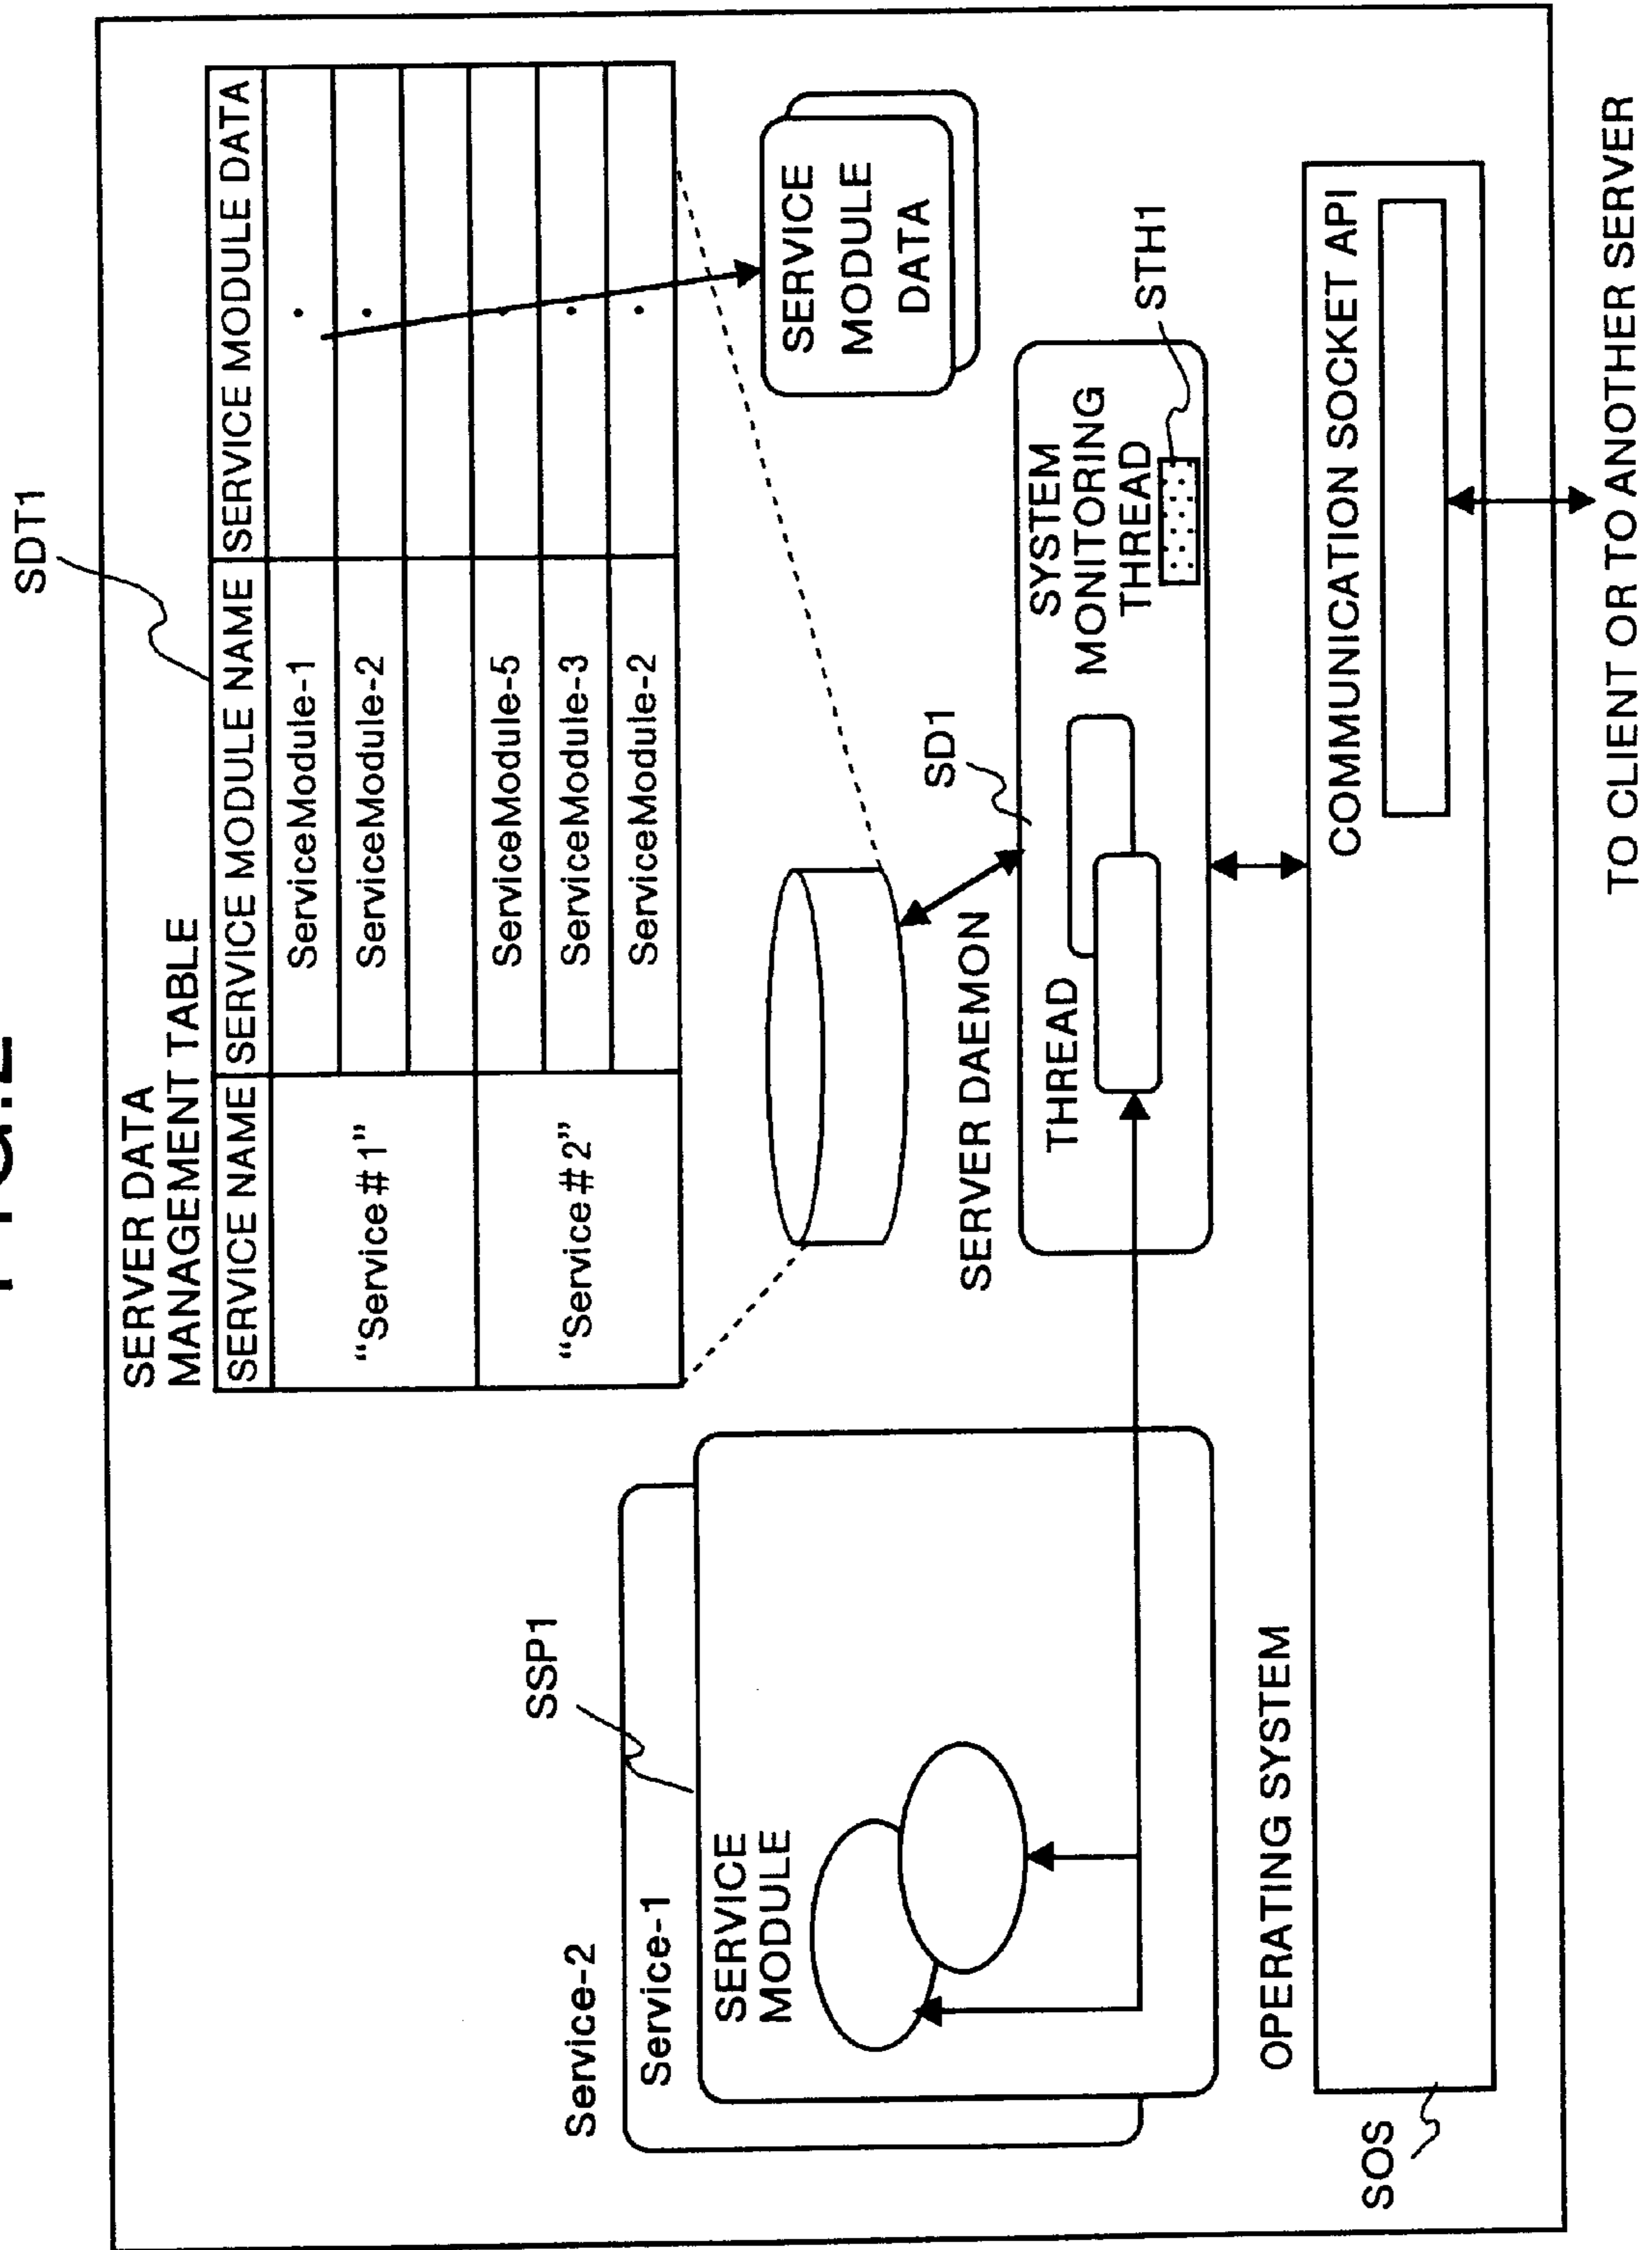 SDT1
SERVER DATA
MANAGEMENT TABLE
SERVICE NAME SERVICE MODULE NAME SERVICE MODULE DATA
"Service#1"
ServiceModule-1
ServiceModule-2
"Service#2"
ServiceModule-5
ServiceModule-3
ServiceModule-2
SERVICE
MODULE
DATA
SSP1
Service-2
Service-1
SERVICE
MODULE
SERVER DAEMON
SD1
THREAD
SYSTEM
MONITORING
THREAD
STH1
OPERATING SYSTEM
COMMUNICATION SOCKET API
SOS
TO CLIENT OR TO ANOTHER SERVER